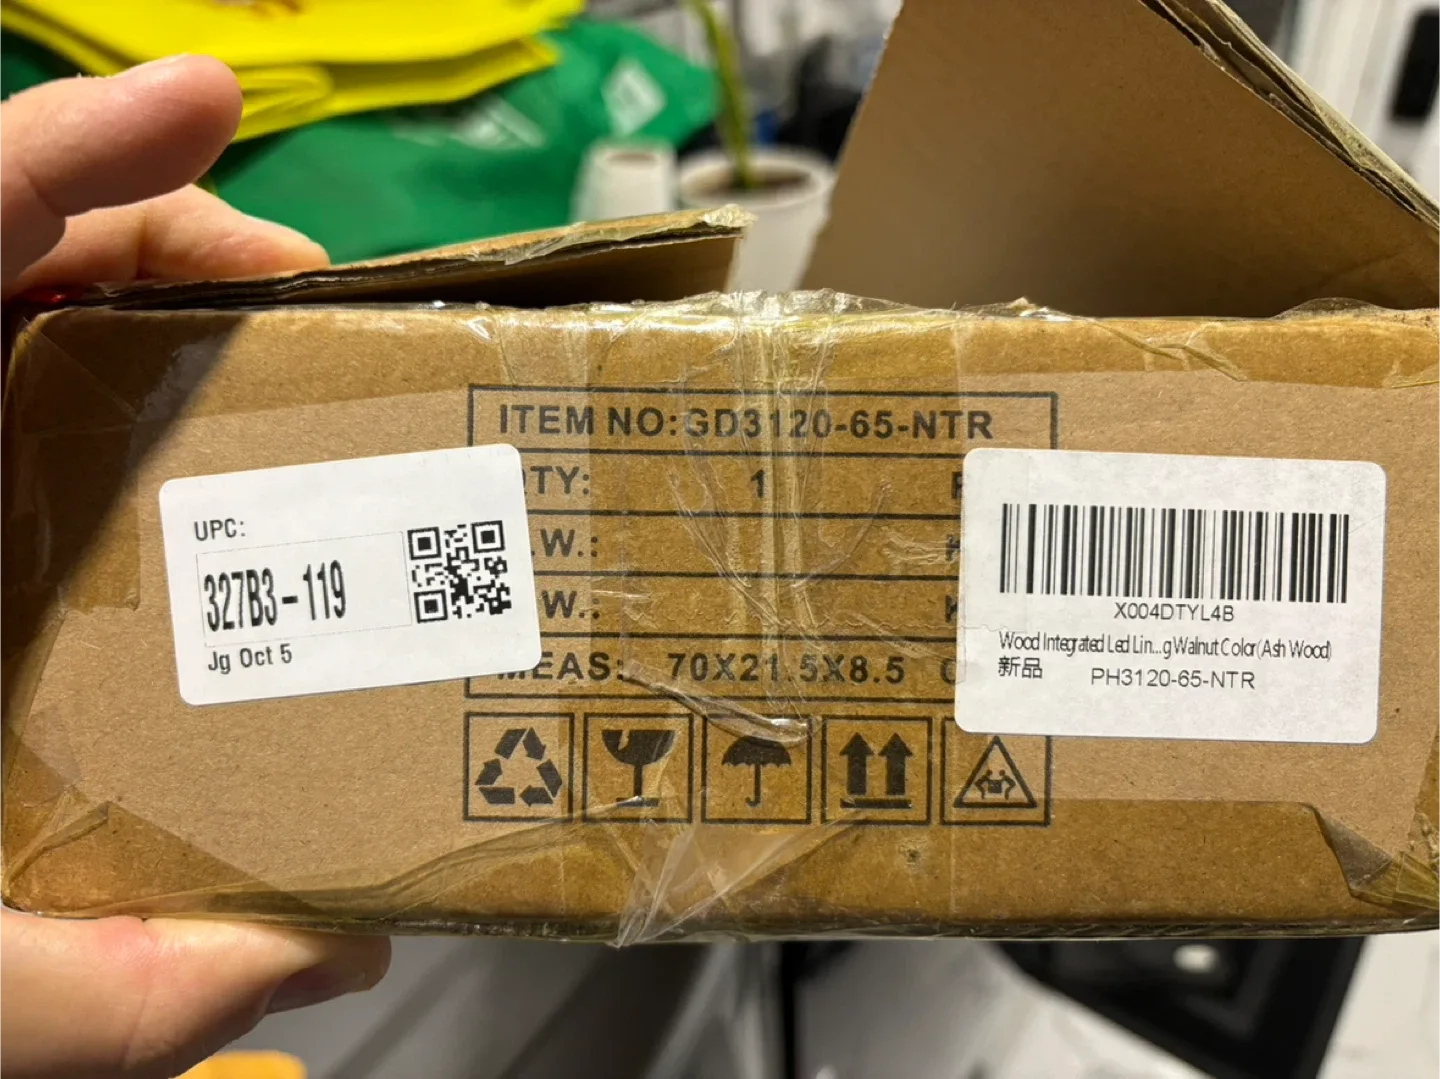 ITEM NO:GD3120-65-NTR
TY: 1
.W.:
W.:
MEAS: 70X21.5X8.5
UPC:
327B3-119
Jg Oct 5
X004DTYL4B
Wood Integrated Led Lin...g Walnut Color (Ash Wood)
新品 PH3120-65-NTR